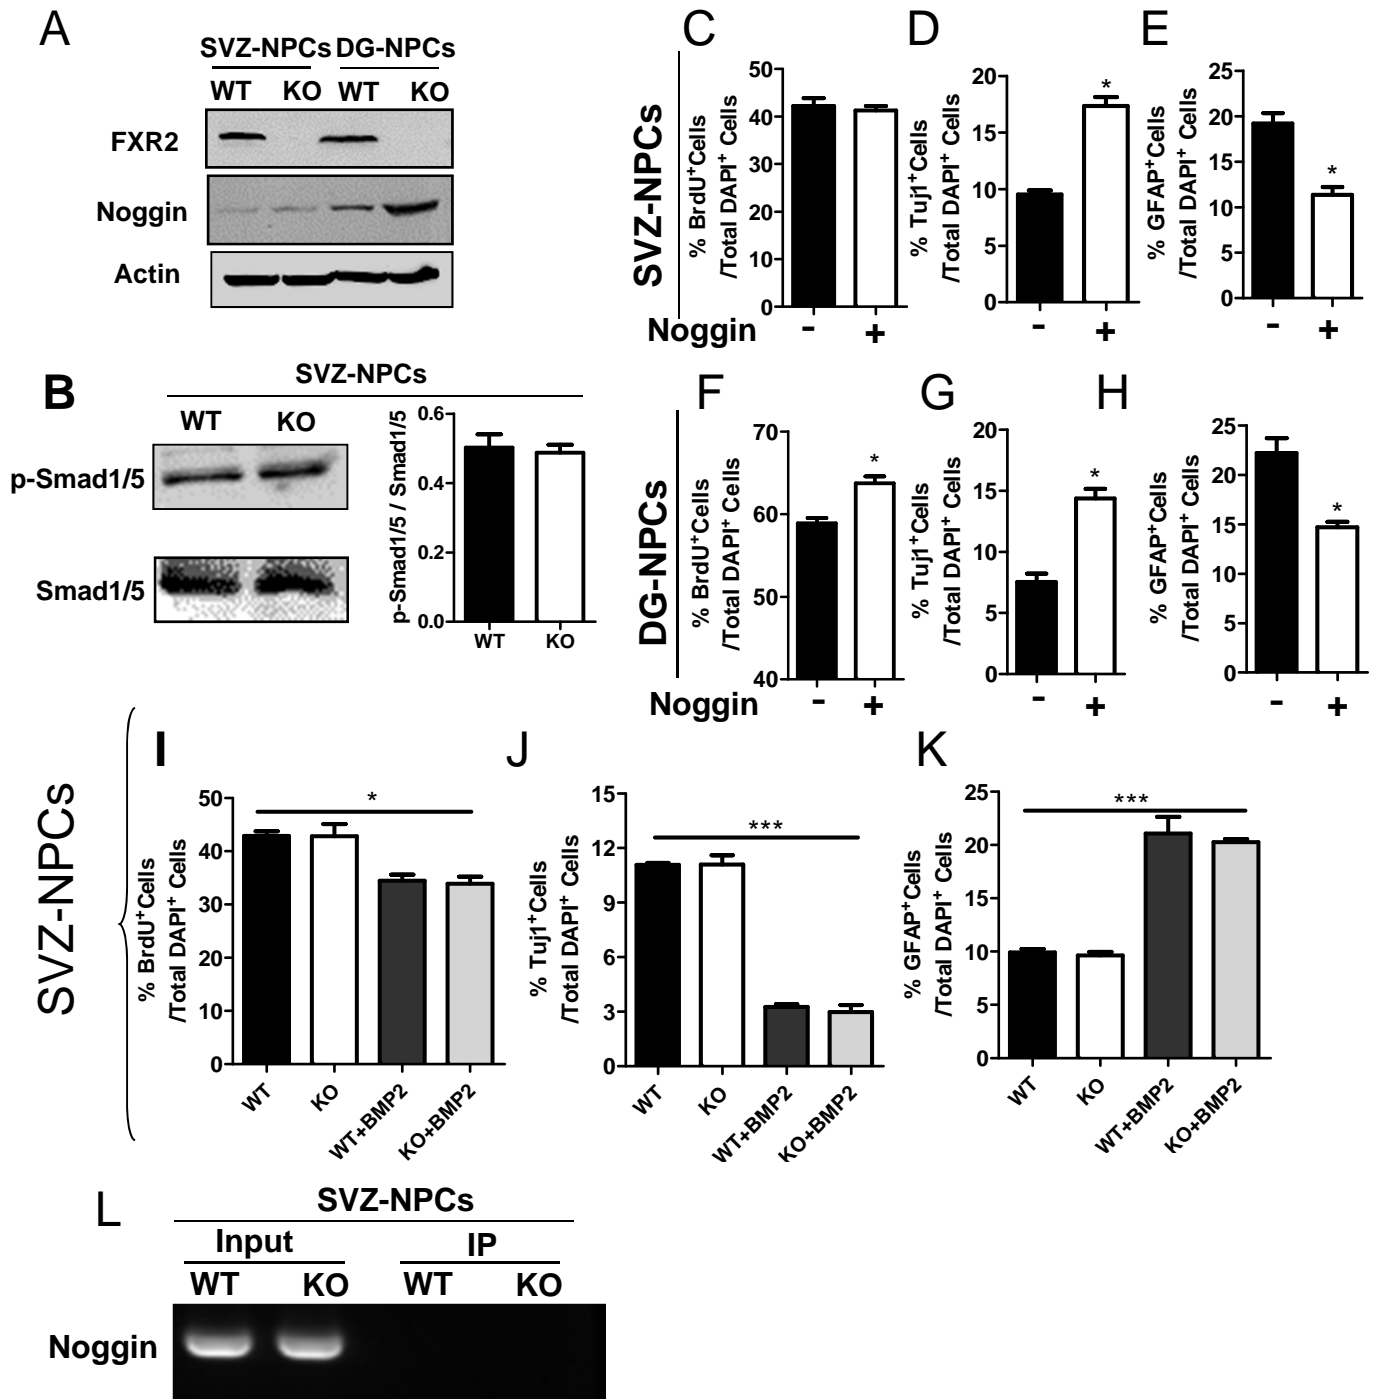 A
SVZ-NPCs DG-NPCs
WT KO WT KO
FXR2
Noggin
Actin
B
SVZ-NPCs
WT KO
p-Smad1/5
Smad1/5
p-Smad1/5 / Smad1/5
0.6
0.4
0.2
0.0
WT KO
SVZ-NPCs
C
% BrdU+Cells
/Total DAPI+ Cells
50
40
30
20
10
0
D
% Tuj1+Cells
/Total DAPI+ Cells
20
15
10
5
0
*
E
% GFAP+Cells
/Total DAPI+ Cells
25
20
15
10
5
0
*
Noggin - + - + - +
DG-NPCs
F
% BrdU+Cells
/Total DAPI+ Cells
70
60
50
40
*
G
% Tuj1+Cells
/Total DAPI+ Cells
20
15
10
5
0
*
H
% GFAP+Cells
/Total DAPI+ Cells
25
20
15
10
5
0
*
Noggin - + - + - +
SVZ-NPCs
I
% BrdU+Cells
/Total DAPI+ Cells
50
40
30
20
10
0
*
WT KO WT+BMP2 KO+BMP2
J
% Tuj1+Cells
/Total DAPI+ Cells
15
12
9
6
3
0
***
WT KO WT+BMP2 KO+BMP2
K
% GFAP+Cells
/Total DAPI+ Cells
25
20
15
10
5
0
***
WT KO WT+BMP2 KO+BMP2
L
SVZ-NPCs
Input IP
WT KO WT KO
Noggin